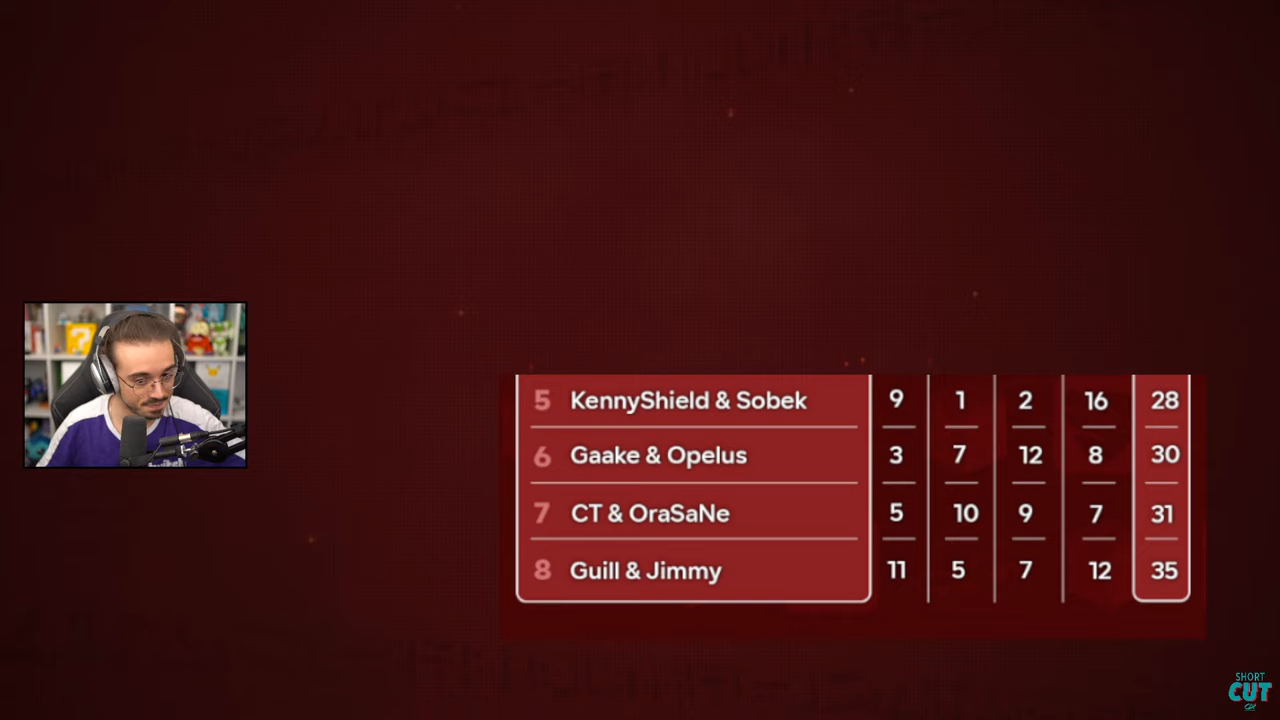 5 KennyShield & Sobek 9 1 2 16 28
6 Gaake & Opelus 3 7 12 8 30
7 CT & OraSaNe 5 10 9 7 31
8 Guill & Jimmy 11 5 7 12 35
SHORT
CUT